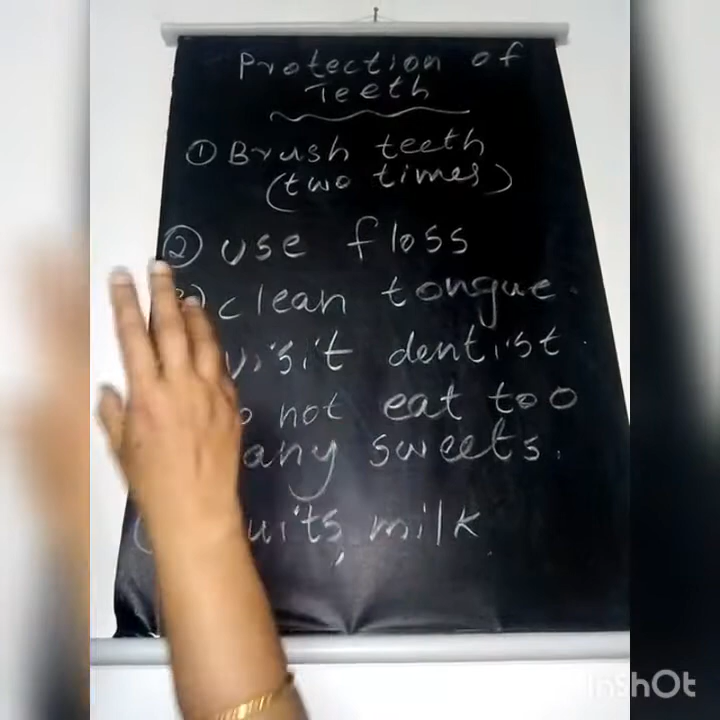 Protection of
Teeth
① Brush teeth
(two times)
② use floss
clean tongue.
visit dentist.
not eat too
sweets.
milk
InShOt